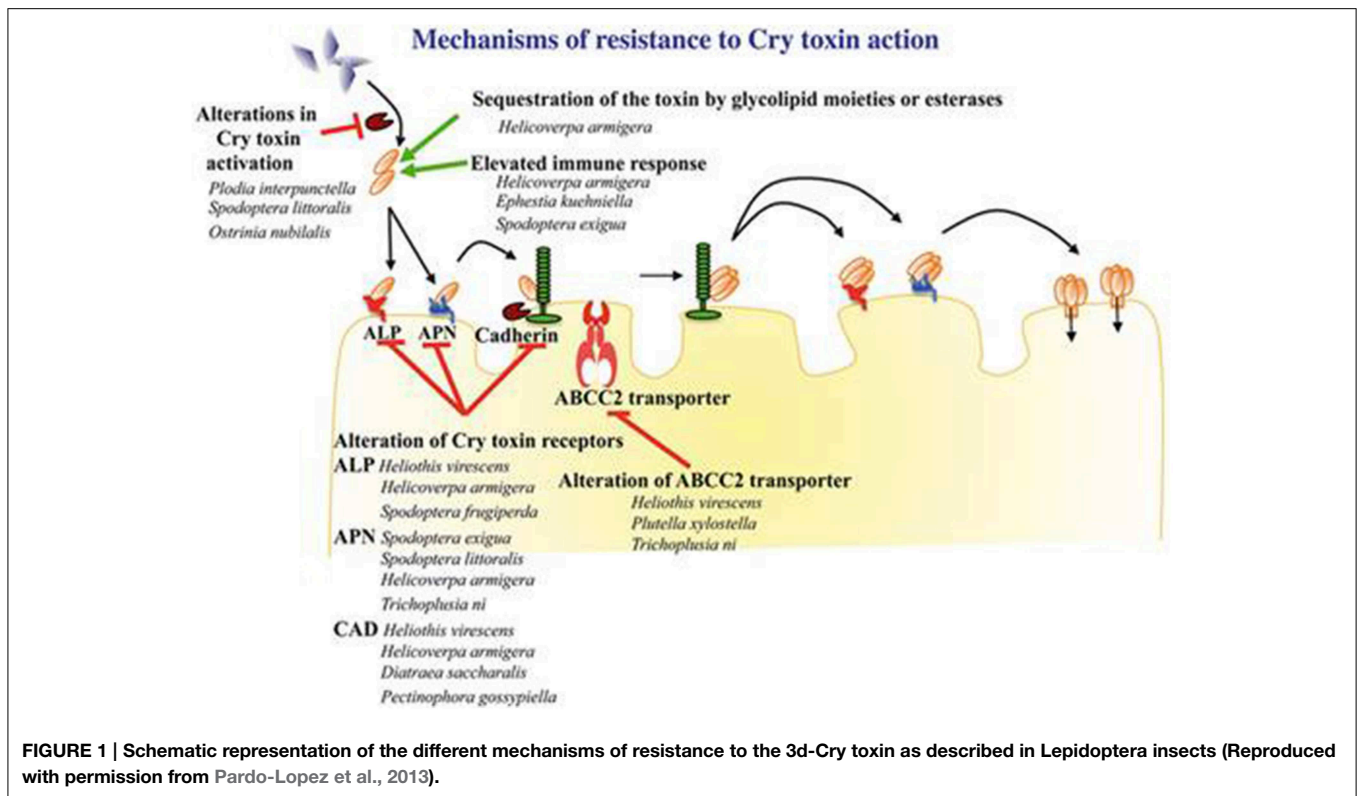 Mechanisms of resistance to Cry toxin action
Alterations in
Cry toxin
activation
Plodia interpunctella
Spodoptera littoralis
Ostrinia nubilalis
Sequestration of the toxin by glycolipid moieties or esterases
Helicoverpa armigera
Elevated immune response
Helicoverpa armigera
Ephestia kuehniella
Spodoptera exigua
ALP APN Cadherin
ABCC2 transporter
Alteration of Cry toxin receptors
ALP Heliothis virescens
Helicoverpa armigera
Spodoptera frugiperda
APN Spodoptera exigua
Spodoptera littoralis
Helicoverpa armigera
Trichoplusia ni
CAD Heliothis virescens
Helicoverpa armigera
Diatraea saccharalis
Pectinophora gossypiella
Alteration of ABCC2 transporter
Heliothis virescens
Plutella xylostella
Trichoplusia ni
FIGURE 1 | Schematic representation of the different mechanisms of resistance to the 3d-Cry toxin as described in Lepidoptera insects (Reproduced
with permission from Pardo-Lopez et al., 2013).